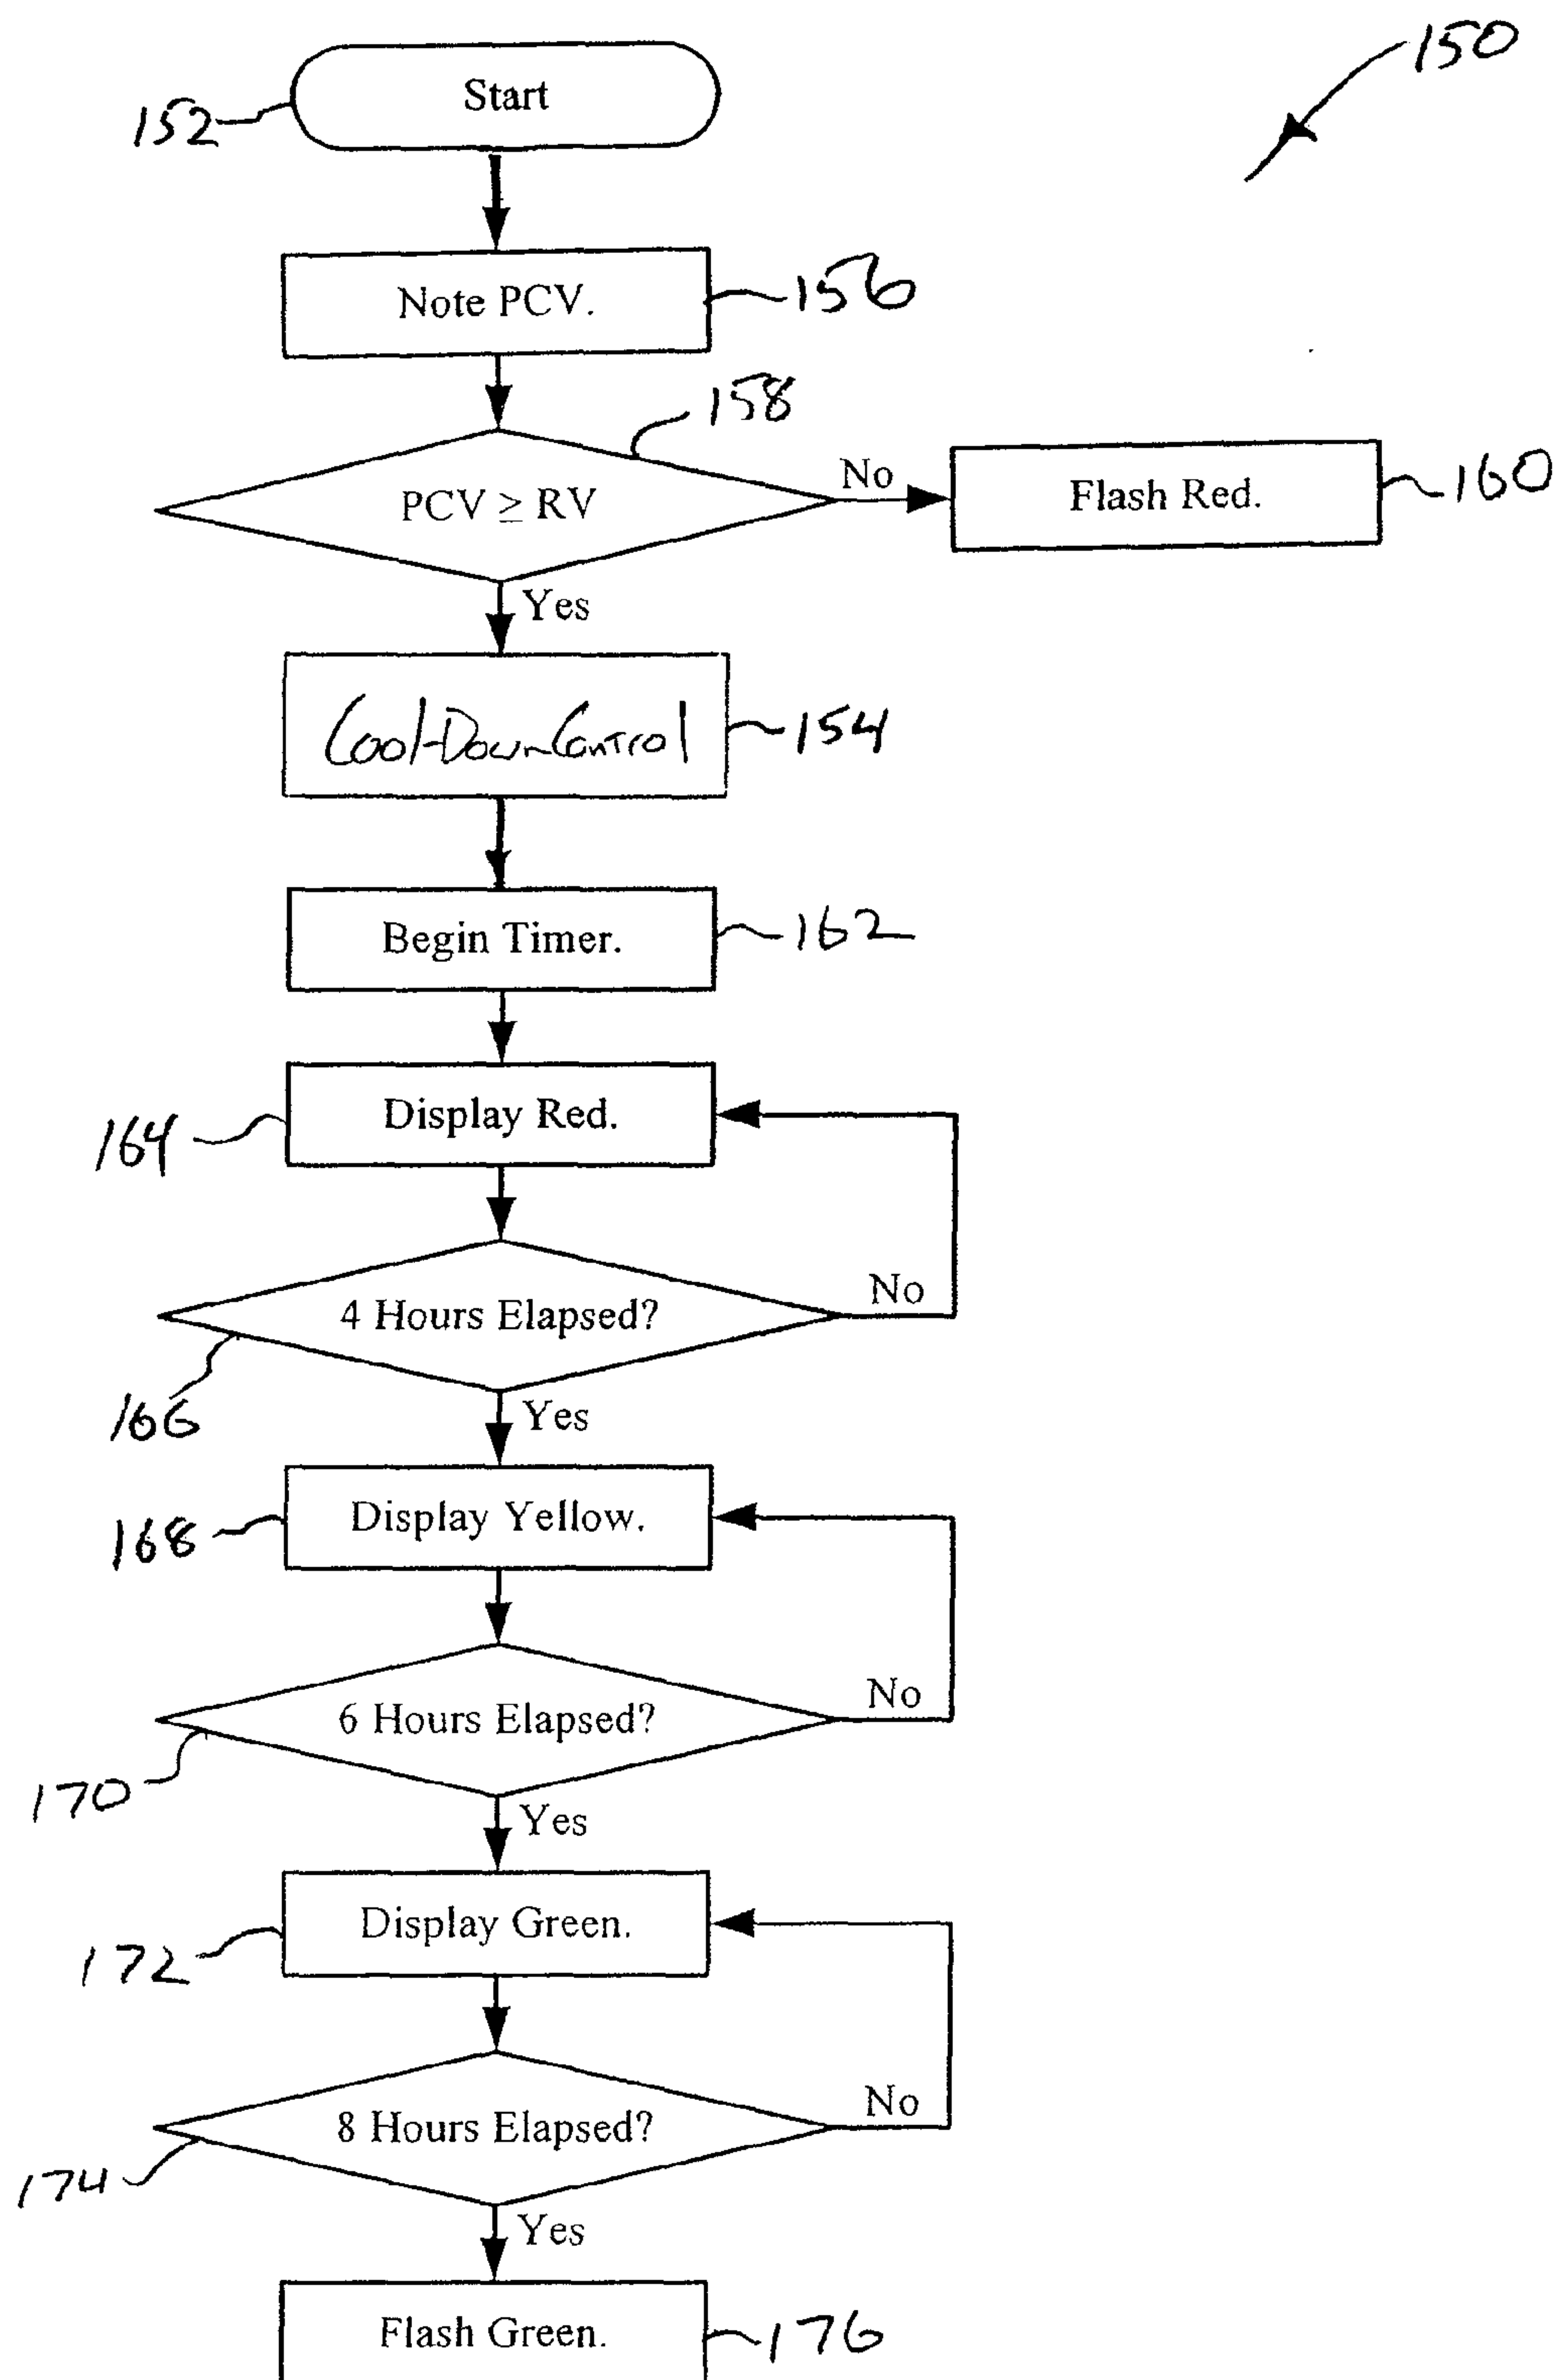 150
Start
152
Note PCV.
156
158
PCV ≥ RV
No
Flash Red.
160
Yes
Cool-Down Control
154
Begin Timer.
162
Display Red.
164
4 Hours Elapsed?
No
166
Yes
Display Yellow.
168
6 Hours Elapsed?
No
170
Yes
Display Green.
172
8 Hours Elapsed?
No
174
Yes
Flash Green.
176